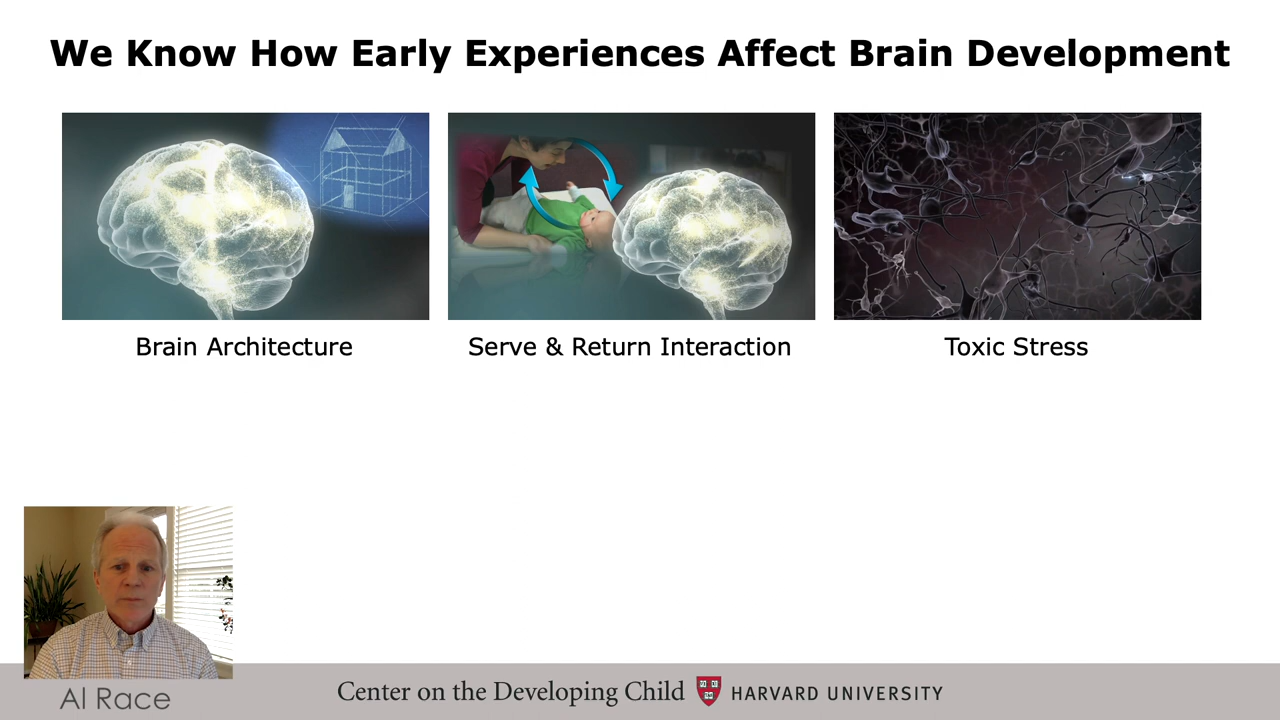 We Know How Early Experiences Affect Brain Development
Brain Architecture
Serve & Return Interaction
Toxic Stress
Al Race
Center on the Developing Child
HARVARD UNIVERSITY